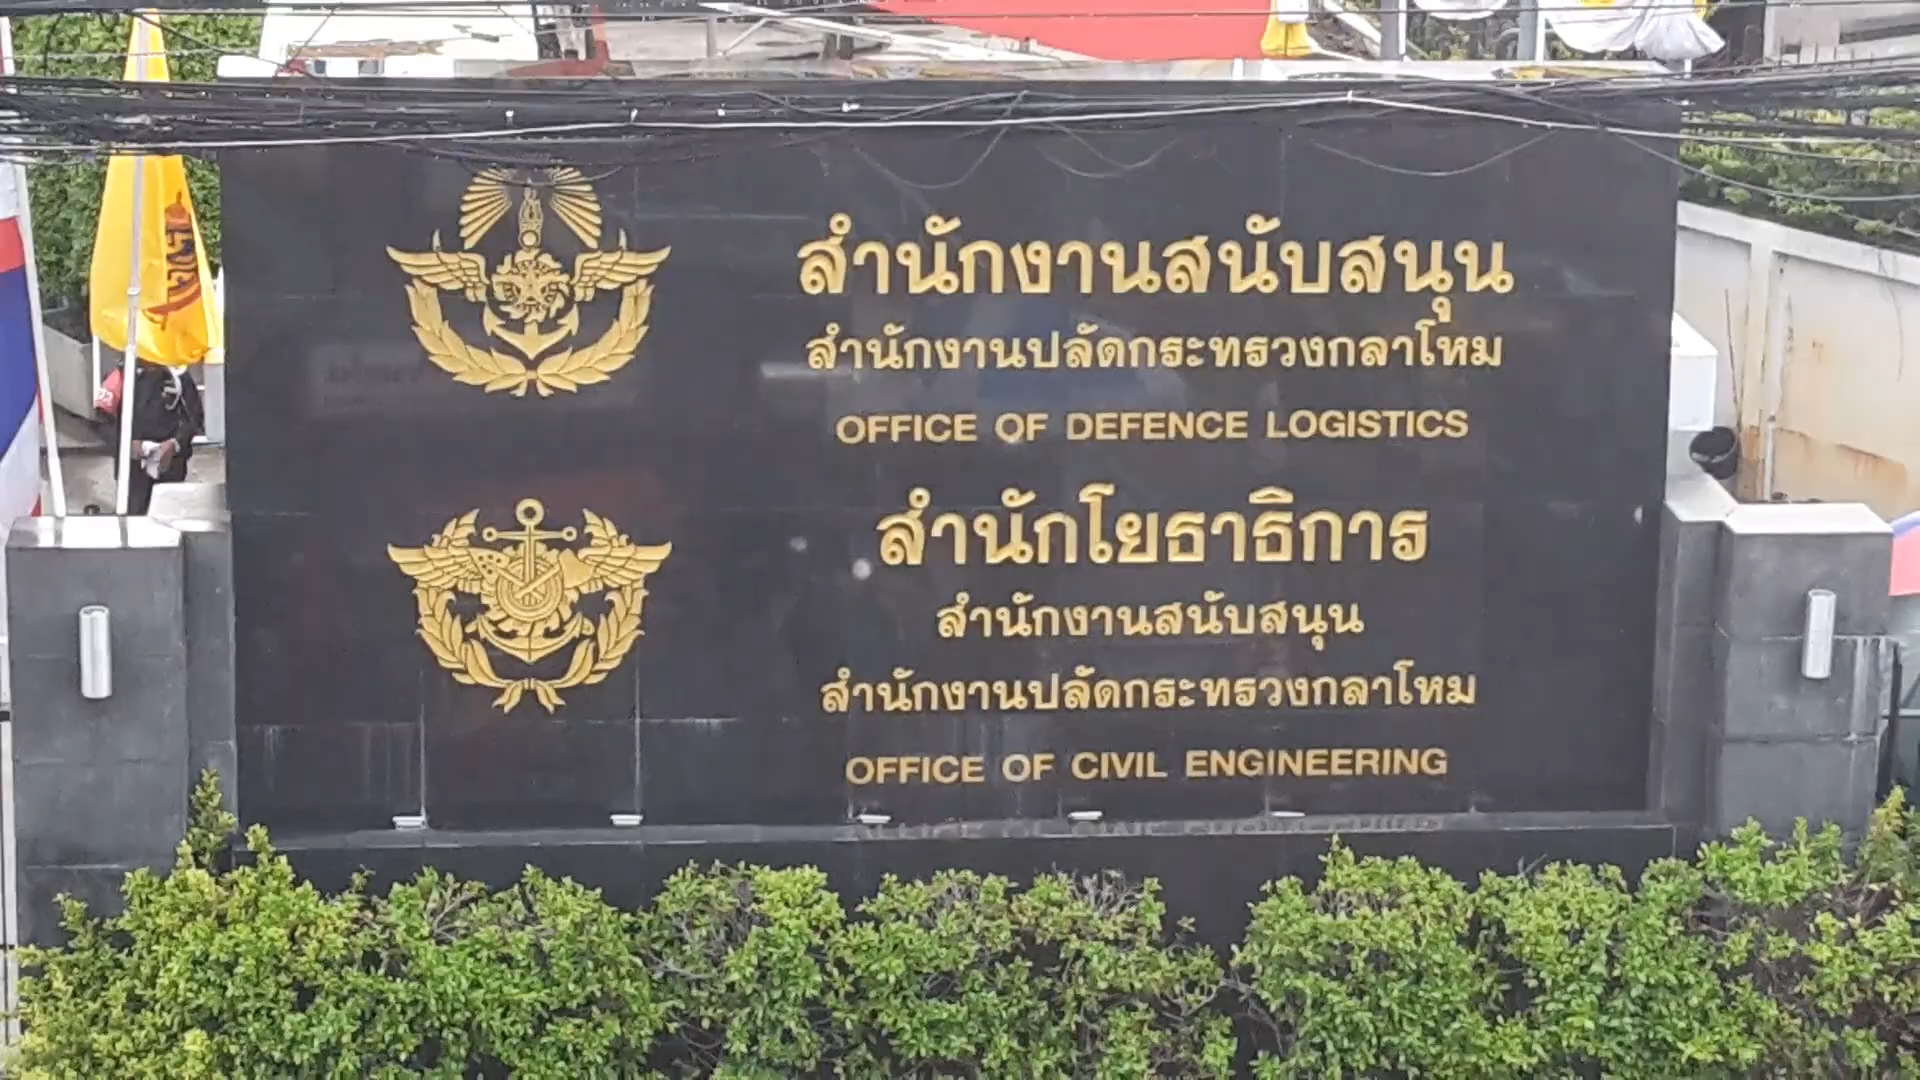 สำนักงานสนับสนุน
สำนักงานปลัดกระทรวงกลาโหม
OFFICE OF DEFENCE LOGISTICS
สำนักโยธาธิการ
สำนักงานสนับสนุน
สำนักงานปลัดกระทรวงกลาโหม
OFFICE OF CIVIL ENGINEERING